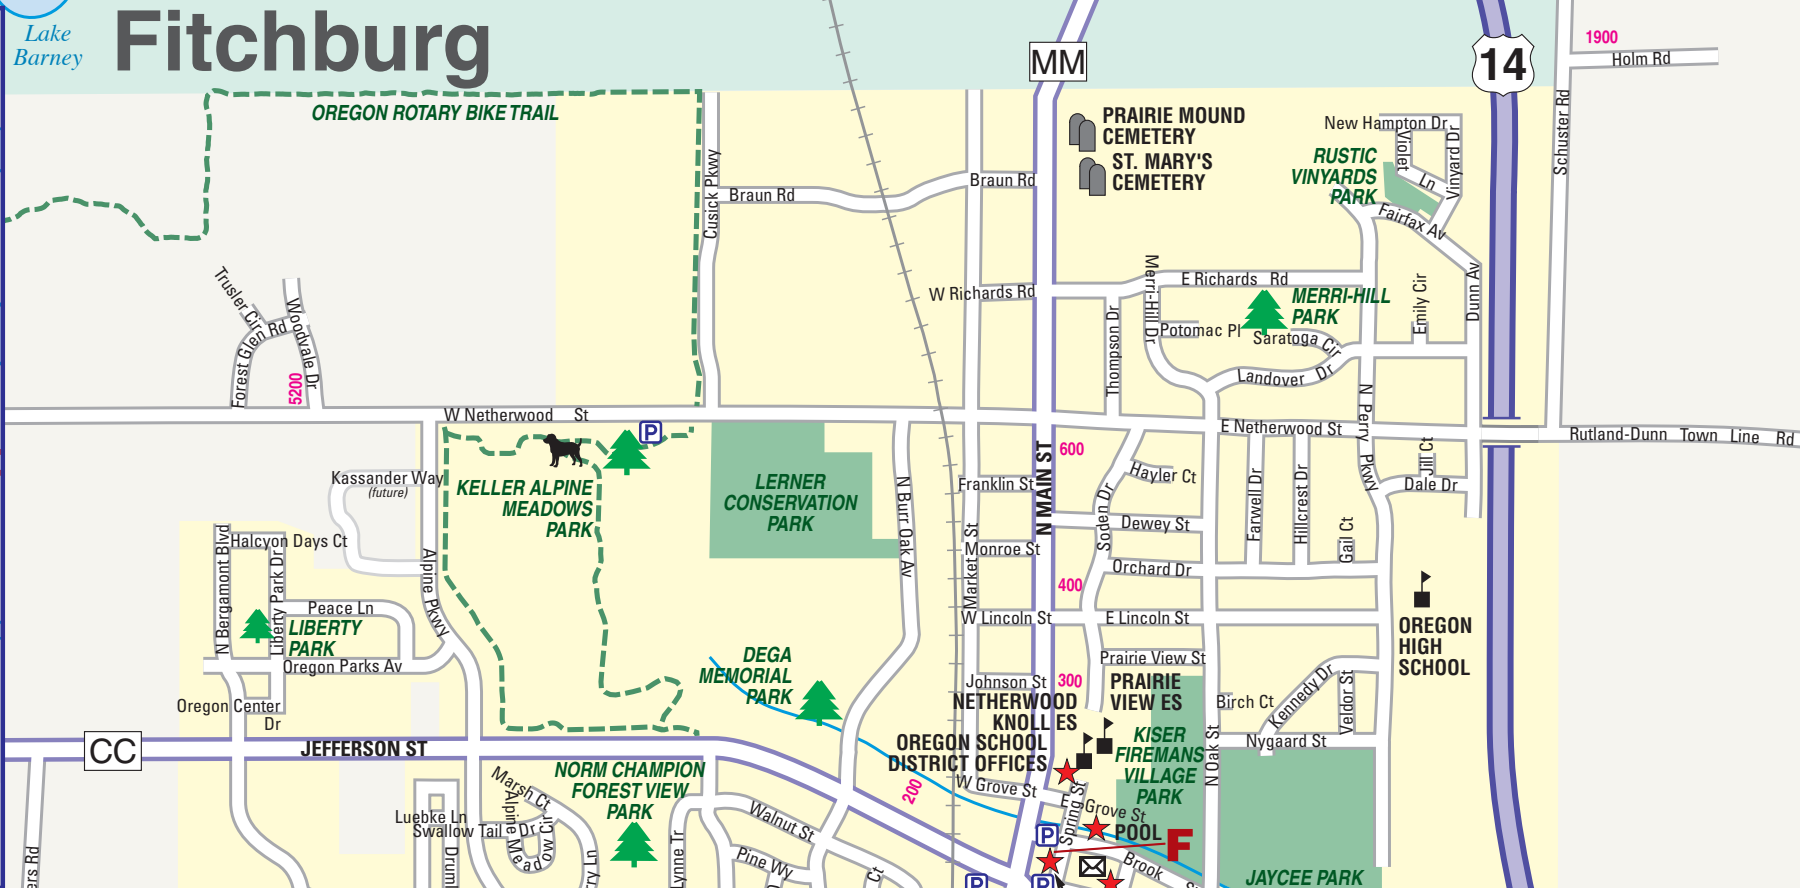 Lake
Barney
Fitchburg
MM
14
1900
Holm Rd
OREGON ROTARY BIKE TRAIL
PRAIRIE MOUND
CEMETERY
ST. MARY'S
CEMETERY
New Hampton Dr
Violet
Ln
Vinyard Dr
RUSTIC
VINYARDS
PARK
Fairfax Av
Schuster Rd
Cusick Pkwy
Braun Rd
Braun Rd
Trusler Cir
Forest Glen Rd
Woodvale Dr
5200
W Richards Rd
E Richards Rd
Merri-Hill Dr
MERRI-HILL
PARK
Potomac Pl
Saratoga Cir
Emily Cir
Dunn Av
Thompson Dr
Landover Dr
N Perry Pkwy
W Netherwood St
E Netherwood St
Rutland-Dunn Town Line Rd
P
Kassander Way
(future)
KELLER ALPINE
MEADOWS
PARK
LERNER
CONSERVATION
PARK
N Burr Oak Av
Franklin St
N MAIN ST
600
Hayler Ct
Soden Dr
Dewey St
Farwell Dr
Hillcrest Dr
Gail Ct
Jill Ct
Dale Dr
N Bergamont Blvd
Halcyon Days Ct
Liberty Park Dr
Peace Ln
LIBERTY
PARK
Oregon Parks Av
Alpine Pkwy
Market St
Monroe St
400
Orchard Dr
W Lincoln St
E Lincoln St
OREGON
HIGH
SCHOOL
Oregon Center
Dr
DEGA
MEMORIAL
PARK
Johnson St
300
Prairie View St
PRAIRIE
VIEW ES
NETHERWOOD
KNOLL ES
OREGON SCHOOL
DISTRICT OFFICES
KISER
FIREMANS
VILLAGE
PARK
N Oak St
Birch Ct
Kennedy Dr
Veldor St
Nygaard St
CC
JEFFERSON ST
NORM CHAMPION
FOREST VIEW
PARK
Marsh Ct
Luebke Ln
Swallow Tail Dr
Alpine Meadow Cir
Lynne Tr
Walnut St
Pine Wy
Ct
200
W Grove St
E Grove St
Spring St
POOL
F
P
Brook
JAYCEE PARK
P
P